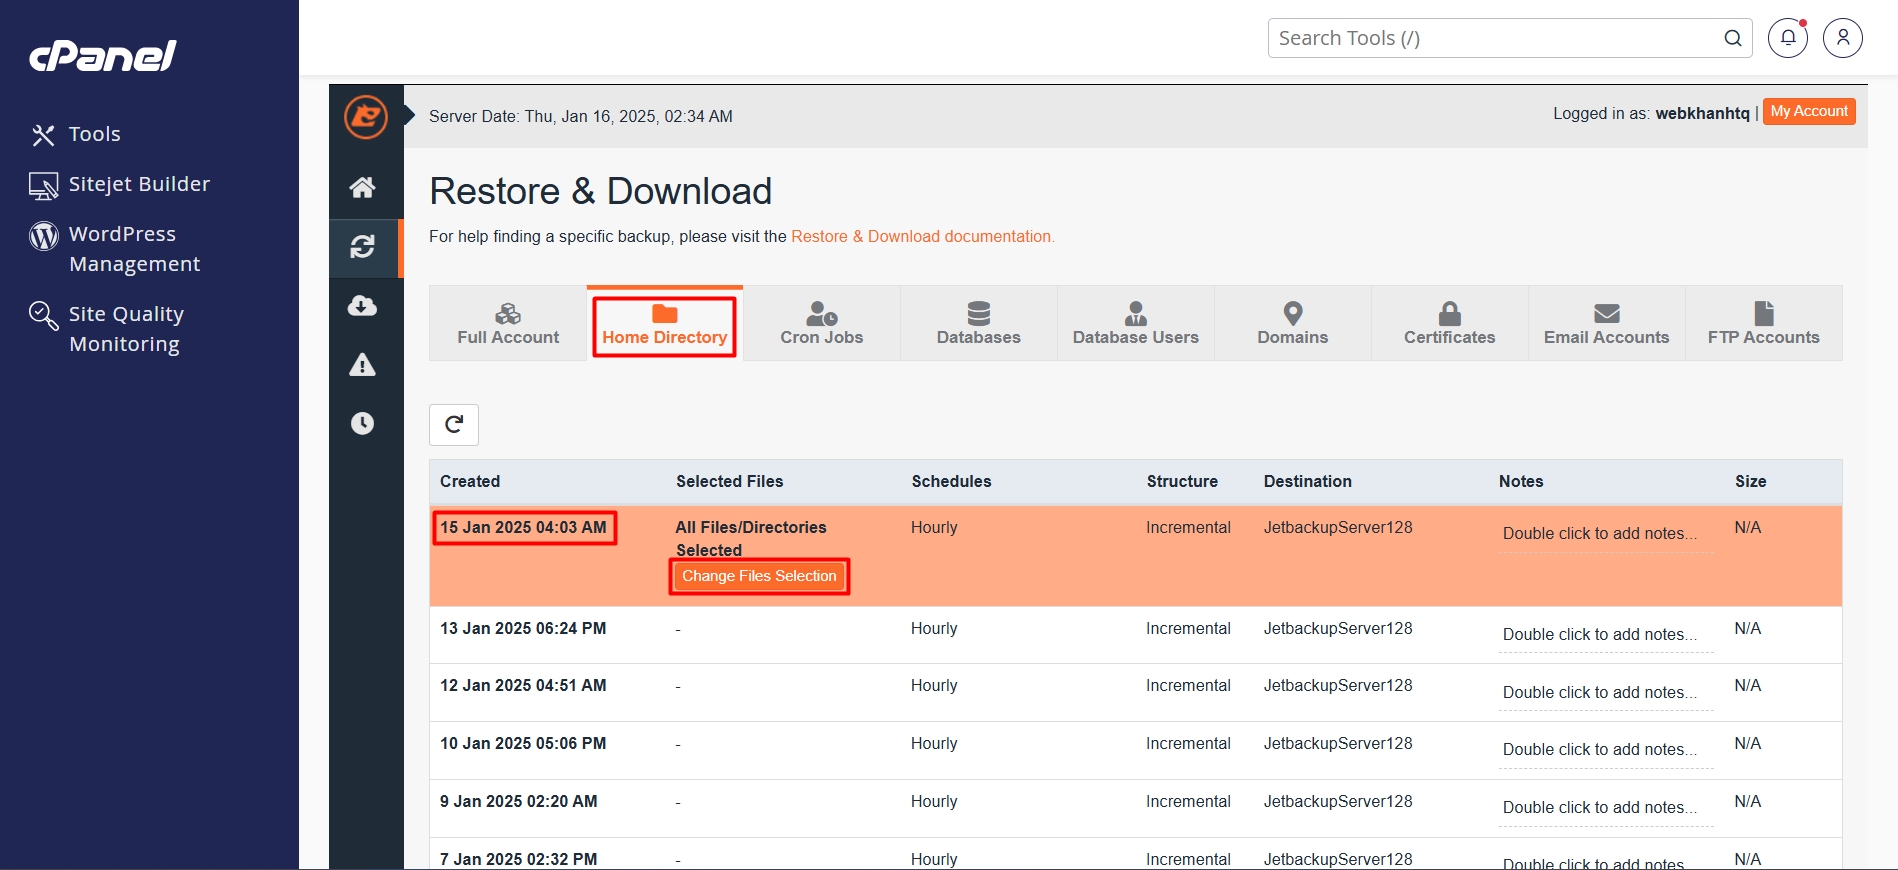 cPanel
Search Tools (/)
Tools
Sitejet Builder
WordPress
Management
Site Quality
Monitoring
Server Date: Thu, Jan 16, 2025, 02:34 AM
Logged in as: webkhanhtq | My Account
Restore & Download
For help finding a specific backup, please visit the Restore & Download documentation.
Full Account Home Directory Cron Jobs Databases Database Users Domains Certificates Email Accounts FTP Accounts
Created Selected Files Schedules Structure Destination Notes Size
15 Jan 2025 04:03 AM All Files/Directories Hourly Incremental JetbackupServer128 Double click to add notes... N/A
Selected
Change Files Selection
13 Jan 2025 06:24 PM - Hourly Incremental JetbackupServer128 Double click to add notes... N/A
12 Jan 2025 04:51 AM - Hourly Incremental JetbackupServer128 Double click to add notes... N/A
10 Jan 2025 05:06 PM - Hourly Incremental JetbackupServer128 Double click to add notes... N/A
9 Jan 2025 02:20 AM - Hourly Incremental JetbackupServer128 Double click to add notes... N/A
7 Jan 2025 02:32 PM - Hourly Incremental JetbackupServer128 Double click to add notes... N/A